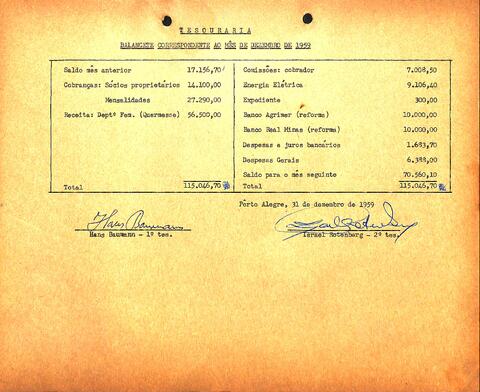 TESOURARIA
BALANCETE CORRESPONDENTE AO MÊS DE DEZEMBRO DE 1959
Saldo mês anterior 17.156,70
Cobranças: Sócios proprietários 14.100,00
Mensalidades 27.290,00
Receita: Deptº Fem. (Quermesse) 56.500,00
Total 115.046,70
Comissões: cobrador 7.008,50
Energia Elétrica 9.106,40
Expediente 300,00
Banco Agrimer (reforma) 10.000,00
Banco Real Minas (reforma) 10.000,00
Despesas e juros bancários 1.683,70
Despesas Gerais 6.388,00
Saldo para o mês seguinte 70.560,10
Total 115.046,70
Pôrto Alegre, 31 de dezembro de 1959
Hans Baumann
Hans Baumann - 1º tes.
Israel Rotenberg - 2º tes.